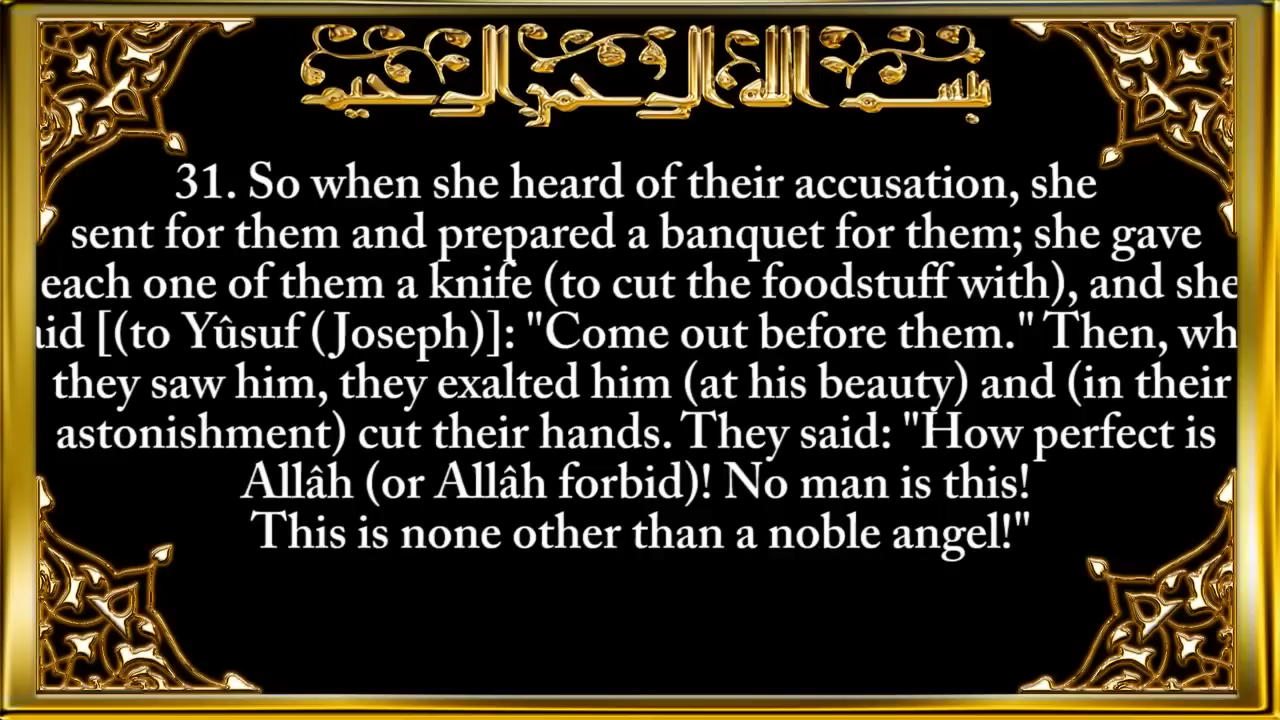 بسم الله الرحمن الرحيم
31. So when she heard of their accusation, she
sent for them and prepared a banquet for them; she gave
each one of them a knife (to cut the foodstuff with), and she
aid [(to Yûsuf (Joseph)]: "Come out before them." Then, wh
they saw him, they exalted him (at his beauty) and (in their
astonishment) cut their hands. They said: "How perfect is
Allâh (or Allâh forbid)! No man is this!
This is none other than a noble angel!"